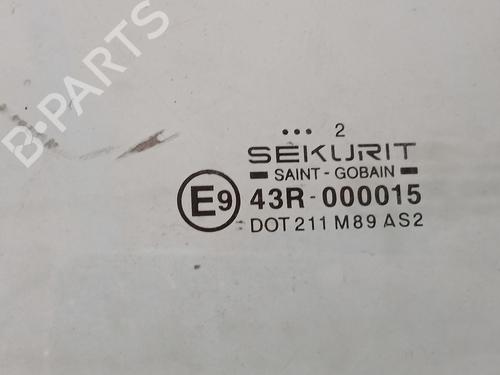 B-PARTS
••• 2
SEKURIT
SAINT - GOBAIN
E9 43R - 000015
DOT 211 M89 AS2